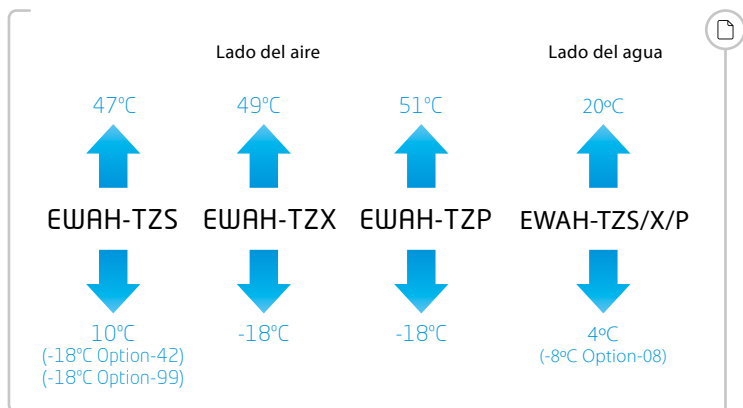 Lado del aire Lado del agua
47°C 49°C 51°C 20ºC
EWAH-TZS EWAH-TZX EWAH-TZP EWAH-TZS/X/P
10°C -18°C -18°C 4ºC
(-18°C Option-42) (-8ºC Option-08)
(-18°C Option-99)